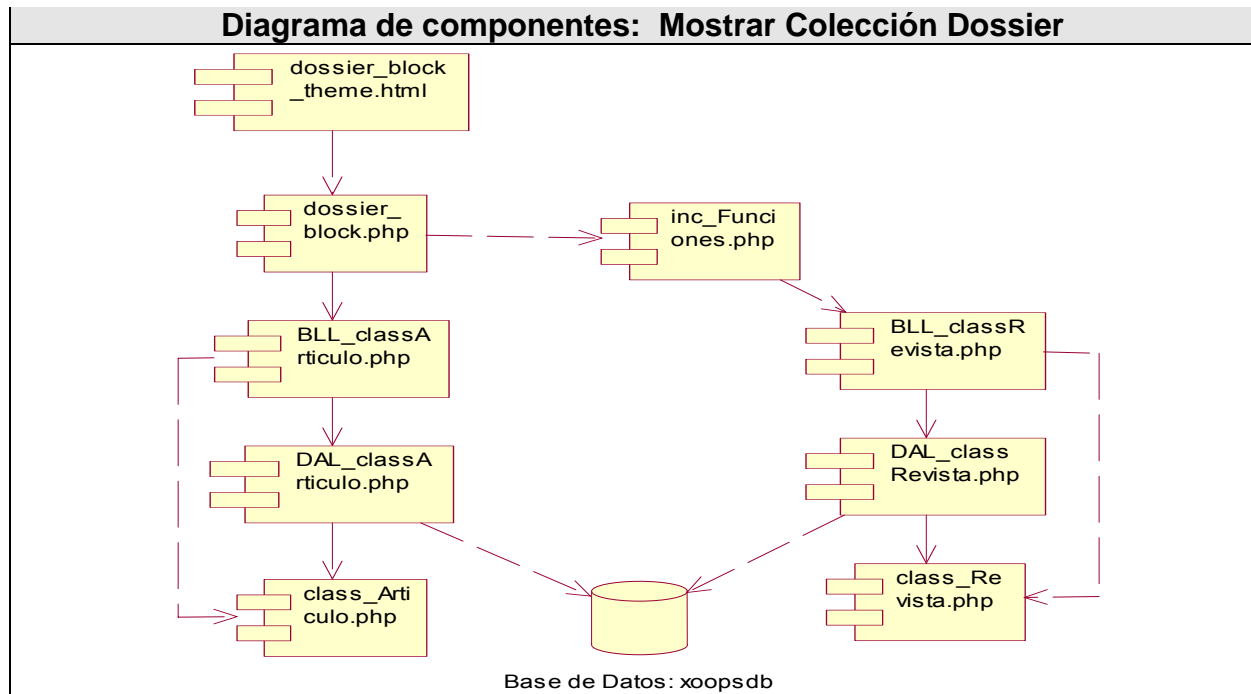 Diagrama de componentes: Mostrar Colección Dossier
dossier_block
_theme.html
dossier_
block.php
inc_Funci
ones.php
BLL_classA
rticulo.php
BLL_classR
evista.php
DAL_classA
rticulo.php
DAL_class
Revista.php
class_Arti
culo.php
class_Re
vista.php
Base de Datos: xoopsdb